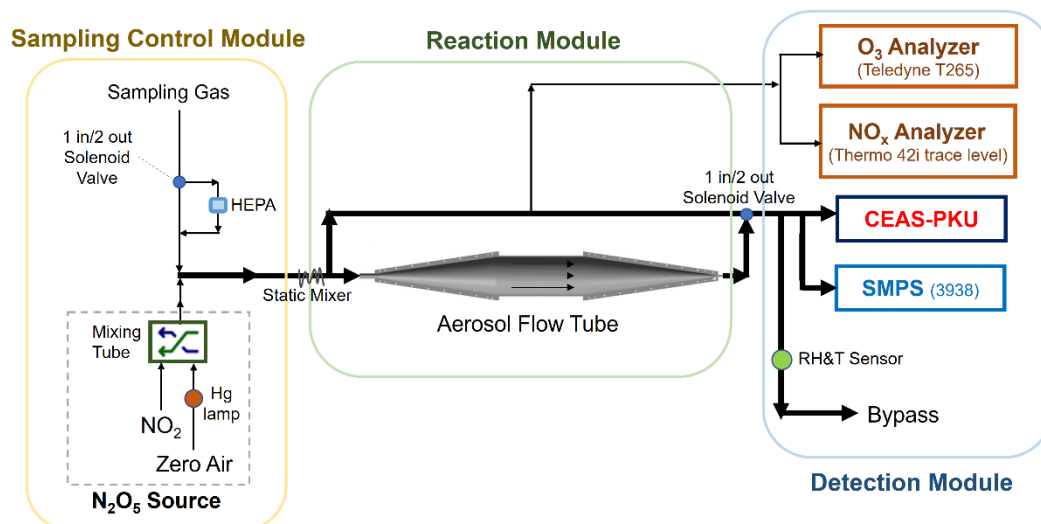 Sampling Control Module
Sampling Gas
1 in/2 out
Solenoid
Valve
HEPA
Static Mixer
Mixing
Tube
Hg
lamp
NO₂
Zero Air
N₂O₅ Source
Reaction Module
Aerosol Flow Tube
1 in/2 out
Solenoid Valve
O₃ Analyzer
(Teledyne T265)
NOₓ Analyzer
(Thermo 42i trace level)
CEAS-PKU
SMPS (3938)
RH&T Sensor
Bypass
Detection Module